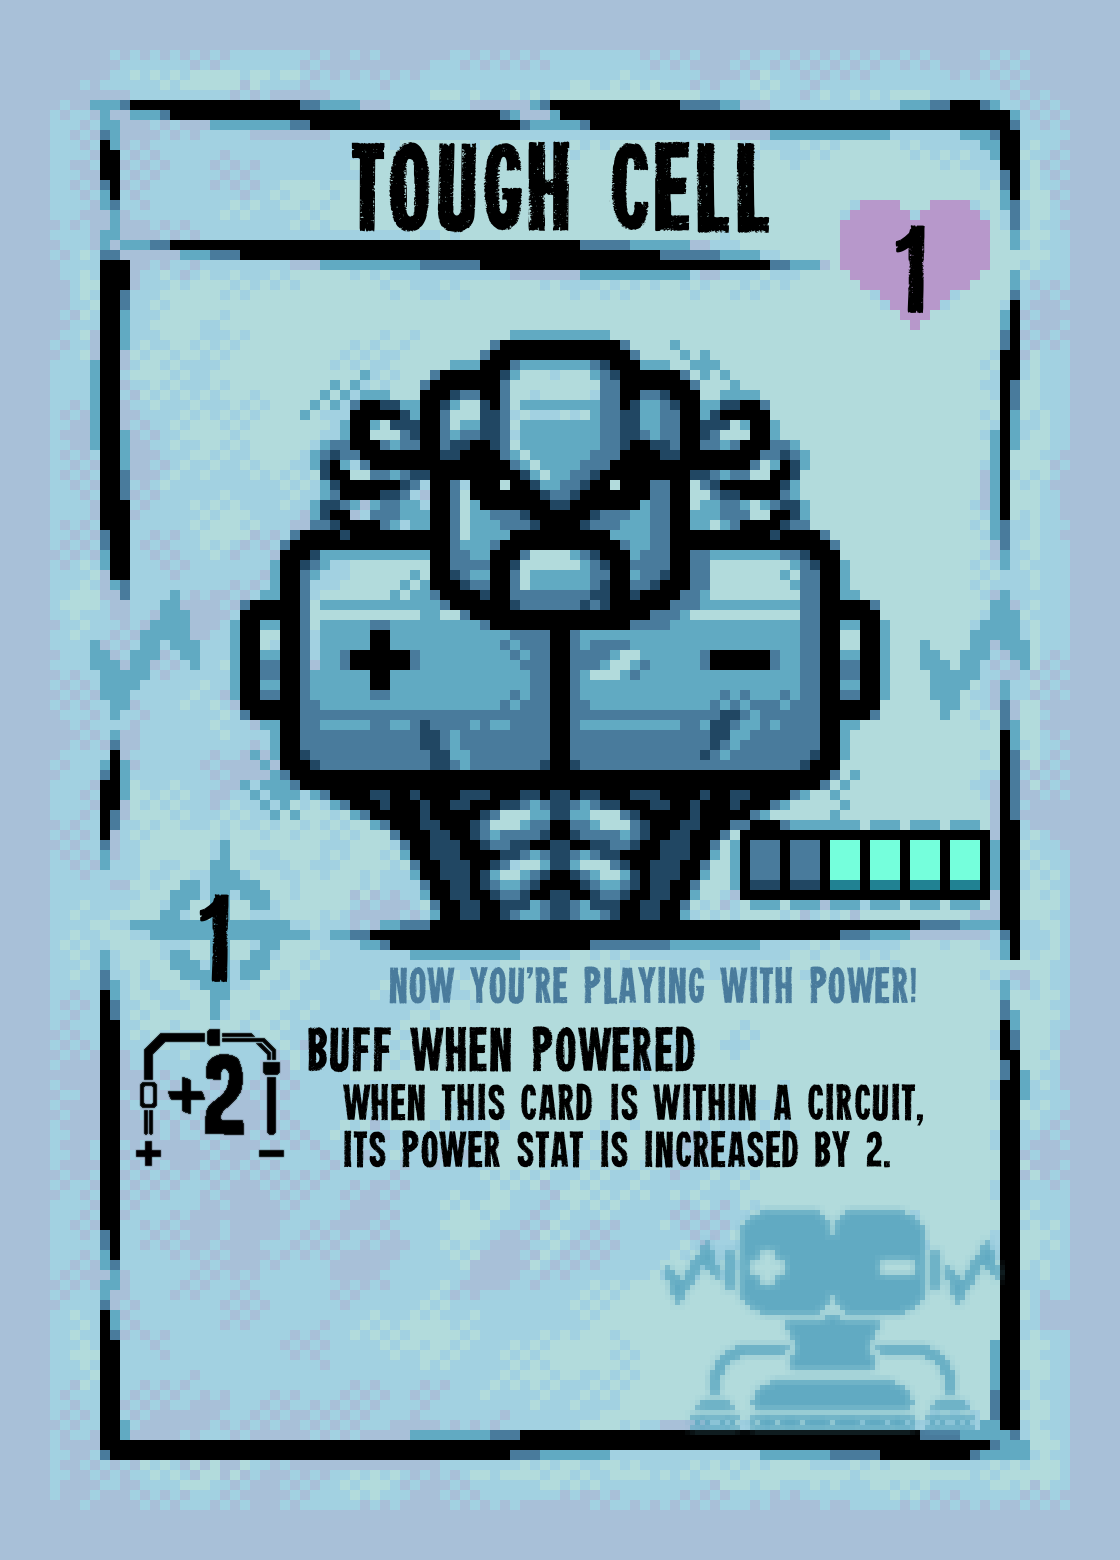 TOUGH CELL
1
+ −
1
NOW YOU'RE PLAYING WITH POWER!
+2
+ −
BUFF WHEN POWERED
WHEN THIS CARD IS WITHIN A CIRCUIT,
ITS POWER STAT IS INCREASED BY 2.